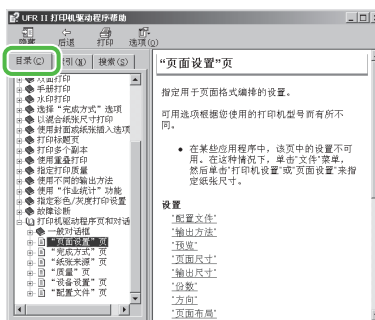 UFR II 打印机驱动程序帮助
隐藏 后退 打印 选项(O)
目录(C) 索引(N) 搜索(S)
双面打印
手册打印
水印打印
选择“完成方式”选项
以混合纸张尺寸打印
使用封面或纸张插入选项
打印标题页
打印多个副本
使用重叠打印
指定打印质量
使用不同的输出方法
使用“作业统计”功能
指定彩色/灰度打印设置
故障诊断
打印机驱动程序页和对话
一般对话框
“页面设置”页
“完成方式”页
“纸张来源”页
“质量”页
“设备设置”页
“配置文件”页
“页面设置”页
指定用于页面格式编排的设置。
可用选项根据您使用的打印机型号而有所不
同。
在某些应用程序中，该页中的设置不可
用。在这种情况下，单击“文件”菜单，
然后单击“打印机设置”或“页面设置”来指
定纸张尺寸。
设置
“配置文件”
“输出方法”
“预览”
“页面尺寸”
“输出尺寸”
“份数”
“方向”
“页面布局”